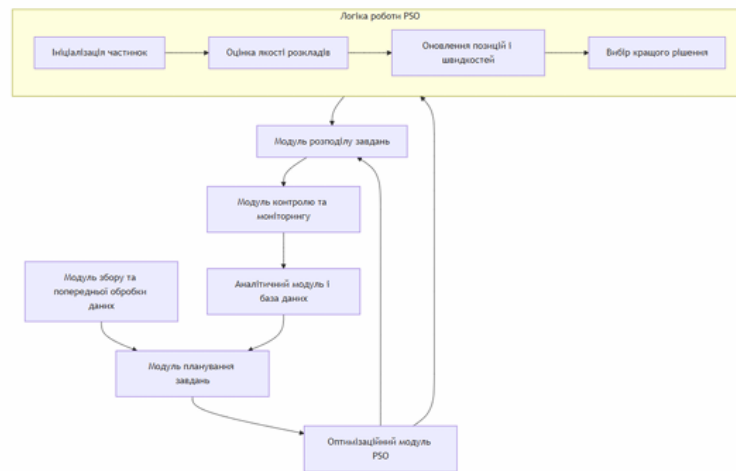 Логіка роботи PSO
Ініціалізація частинок
Оцінка якості розкладів
Оновлення позицій і
швидкостей
Вибір кращого рішення
Модуль розподілу завдань
Модуль контролю та
моніторингу
Модуль збору та
попередньої обробки
даних
Аналітичний модуль і
база даних
Модуль планування
завдань
Оптимізаційний модуль
PSO